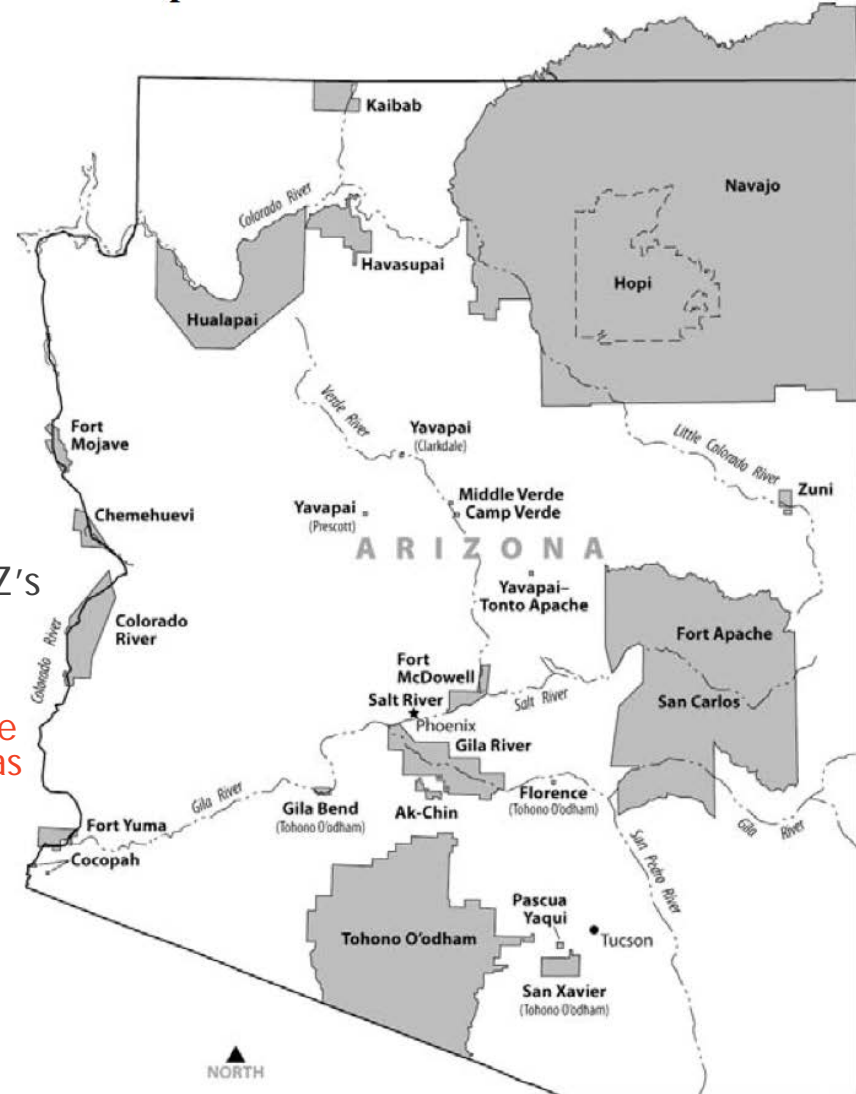 Kaibab
Navajo
Colorado River
Havasupai
Hopi
Hualapai
Verde River
Fort
Mojave
Yavapai
(Clarkdale)
Little Colorado River
Zuni
Chemehuevi
Yavapai
(Prescott)
Middle Verde
Camp Verde
ARIZONA
Z's
Yavapai–
Tonto Apache
Colorado
River
Colorado River
Fort Apache
Fort
McDowell
Salt River
Salt River
San Carlos
e
as
Phoenix
Gila River
Gila River
Gila Bend
(Tohono O'odham)
Ak-Chin
Florence
(Tohono O'odham)
Gila River
Fort Yuma
Cocopah
San Pedro River
Pascua
Yaqui
Tohono O'odham
Tucson
San Xavier
(Tohono O'odham)
NORTH